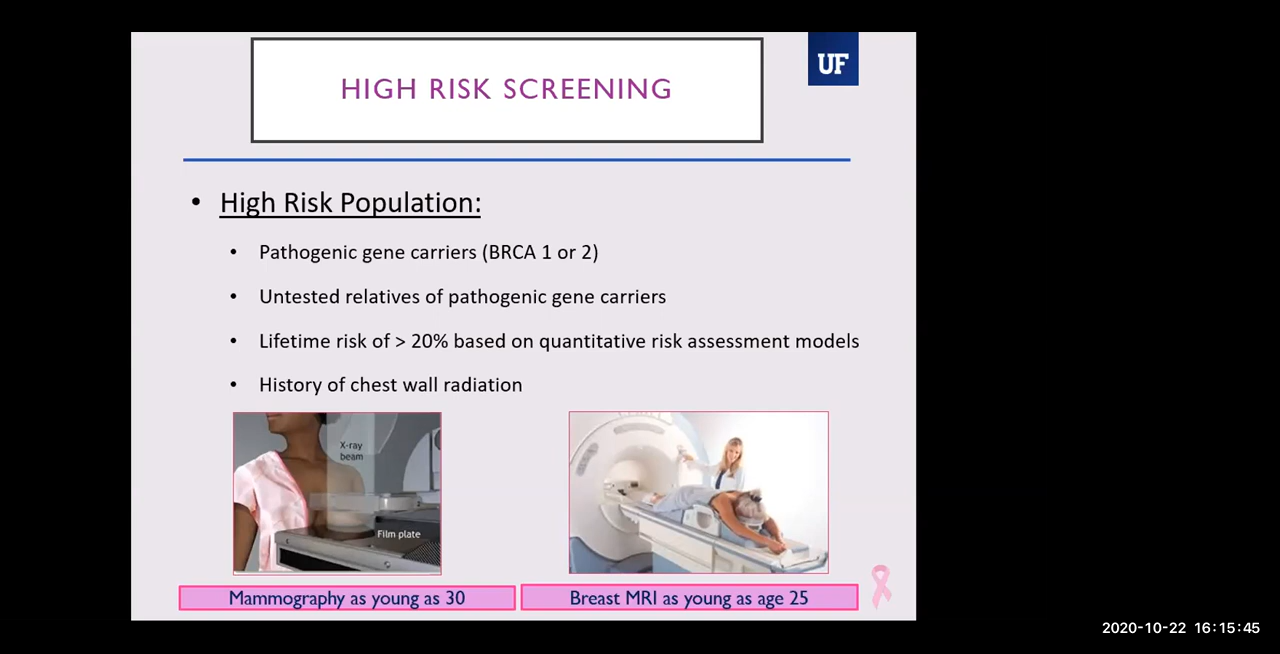 UF
HIGH RISK SCREENING
• High Risk Population:
• Pathogenic gene carriers (BRCA 1 or 2)
• Untested relatives of pathogenic gene carriers
• Lifetime risk of > 20% based on quantitative risk assessment models
• History of chest wall radiation
X-ray
beam
Film plate
Mammography as young as 30
Breast MRI as young as age 25
2020-10-22 16:15:45